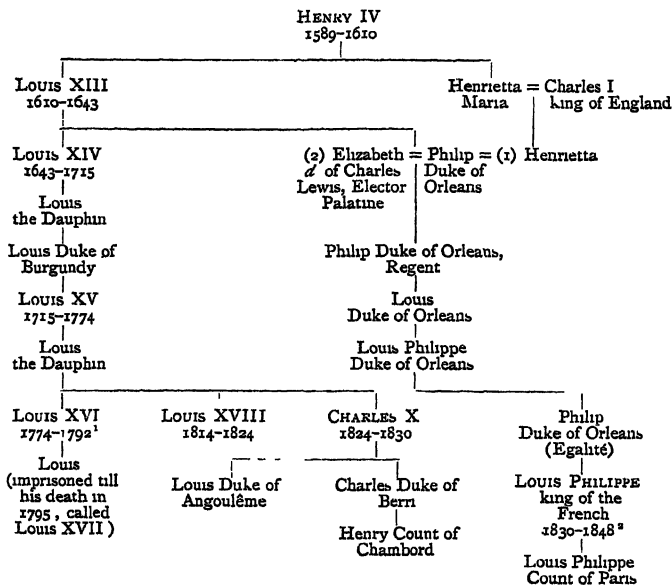 HENRY IV
1589–1610
LOUIS XIII
1610–1643
Henrietta = Charles I
Maria king of England
LOUIS XIV
1643–1715
(2) Elizabeth = Philip = (1) Henrietta
d of Charles Duke of
Lewis, Elector Orleans
Palatine
Louis
the Dauphin
Louis Duke of
Burgundy
Philip Duke of Orleans,
Regent
LOUIS XV
1715–1774
Louis
Duke of Orleans
Louis
the Dauphin
Louis Philippe
Duke of Orleans
LOUIS XVI
1774–1792¹
LOUIS XVIII
1814–1824
CHARLES X
1824–1830
Philip
Duke of Orleans
(Egalité)
Louis
(imprisoned till
his death in
1795, called
Louis XVII)
Louis Duke of
Angoulême
Charles Duke of
Berri
LOUIS PHILIPPE
king of the
French
1830–1848²
Henry Count of
Chambord
Louis Philippe
Count of Paris